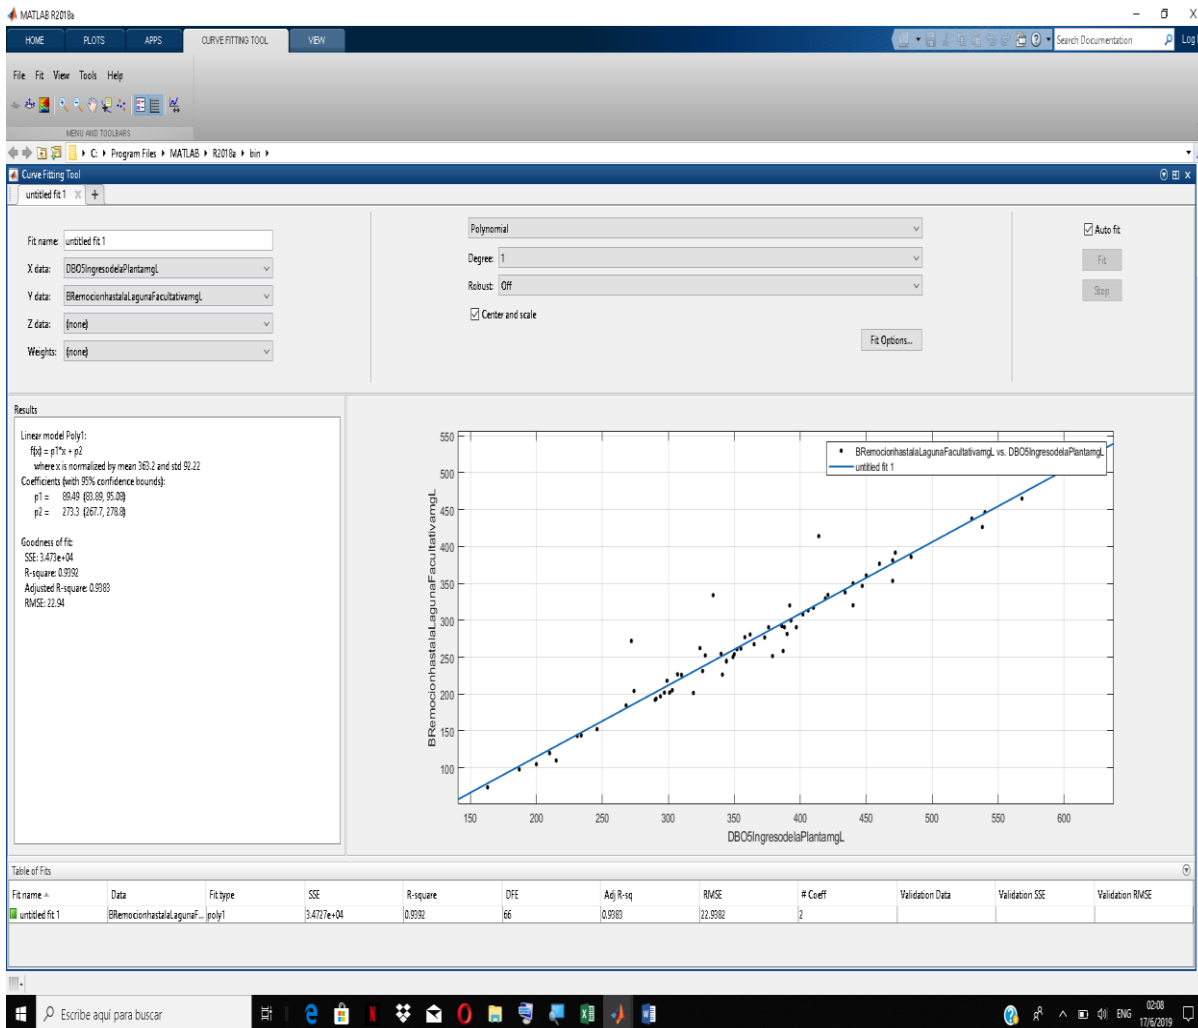 MATLAB R2018a
HOME PLOTS APPS CURVE FITTING TOOL VIEW
Search Documentation
Log
File Fit View Tools Help
MENU AND TOOLBARS
C: Program Files MATLAB R2018a bin
Curve Fitting Tool
untitled fit 1
Fit name: untitled fit 1
X data: DBO5IngresodelaPlantamgL
Y data: BRemocionhastalaLagunaFacultativamgL
Z data: (none)
Weights: (none)
Polynomial
Degree: 1
Robust: Off
Center and scale
Fit Options...
Auto fit
Fit
Stop
Results
Linear model Poly1:
f(x) = p1*x + p2
where x is normalized by mean 363.2 and std 92.22
Coefficients (with 95% confidence bounds):
p1 = 89.49 (83.89, 95.08)
p2 = 273.3 (267.7, 278.8)
Goodness of fit:
SSE: 3.473e+04
R-square: 0.9392
Adjusted R-square: 0.9383
RMSE: 22.94
BRemocionhastalaLagunaFacultativamgL vs. DBO5IngresodelaPlantamgL
untitled fit 1
BRemocionhastalaLagunaFacultativamgL
550
500
450
400
350
300
250
200
150
100
150 200 250 300 350 400 450 500 550 600
DBO5IngresodelaPlantamgL
Table of Fits
Fit name Data Fit type SSE R-square DFE Adj R-sq RMSE # Coeff Validation Data Validation SSE Validation RMSE
untitled fit 1 BRemocionhastalaLagunaF... poly1 3.4727e+04 0.9392 66 0.9383 22.9382 2
Escribe aquí para buscar
ENG
02:08
17/6/2019